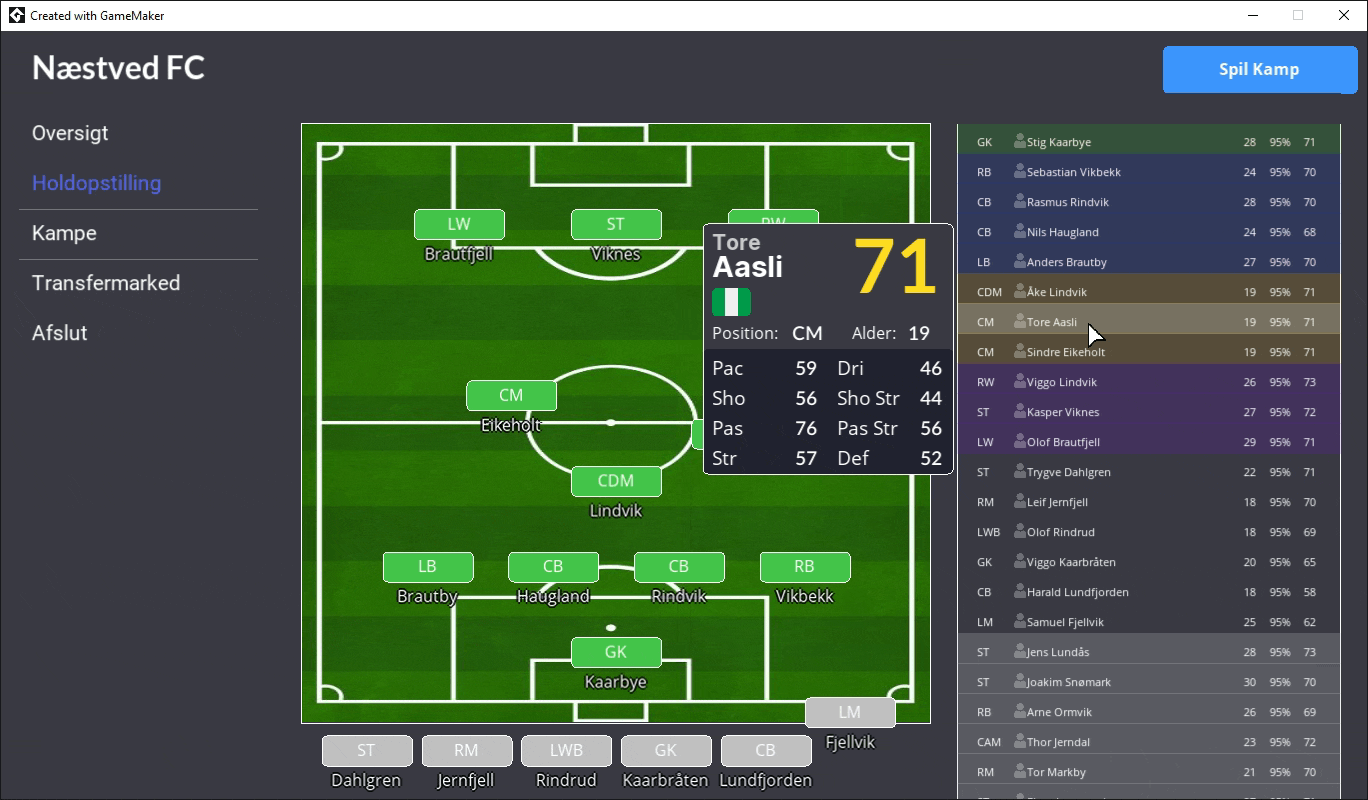 Created with GameMaker
Næstved FC
Spil Kamp
Oversigt
Holdopstilling
Kampe
Transfermarked
Afslut
LW
Brautfjell
ST
Viknes
RW
CM
Eikeholt
CDM
Lindvik
LB
Brautby
CB
Haugland
CB
Rindvik
RB
Vikbekk
GK
Kaarbye
LM
Fjellvik
ST
Dahlgren
RM
Jernfjell
LWB
Rindrud
GK
Kaarbråten
CB
Lundfjorden
Tore
Aasli
71
Position: CM Alder: 19
Pac 59 Dri 46
Sho 56 Sho Str 44
Pas 76 Pas Str 56
Str 57 Def 52
GK Stig Kaarbye 28 95% 71
RB Sebastian Vikbekk 24 95% 70
CB Rasmus Rindvik 28 95% 70
CB Nils Haugland 24 95% 68
LB Anders Brautby 27 95% 70
CDM Åke Lindvik 19 95% 71
CM Tore Aasli 19 95% 71
CM Sindre Eikeholt 19 95% 71
RW Viggo Lindvik 26 95% 73
ST Kasper Viknes 27 95% 72
LW Olof Brautfjell 29 95% 71
ST Trygve Dahlgren 22 95% 71
RM Leif Jernfjell 18 95% 70
LWB Olof Rindrud 18 95% 69
GK Viggo Kaarbråten 20 95% 65
CB Harald Lundfjorden 18 95% 58
LM Samuel Fjellvik 25 95% 62
ST Jens Lundås 28 95% 73
ST Joakim Snømark 30 95% 70
RB Arne Ormvik 26 95% 69
CAM Thor Jerndal 23 95% 72
RM Tor Markby 21 95% 70